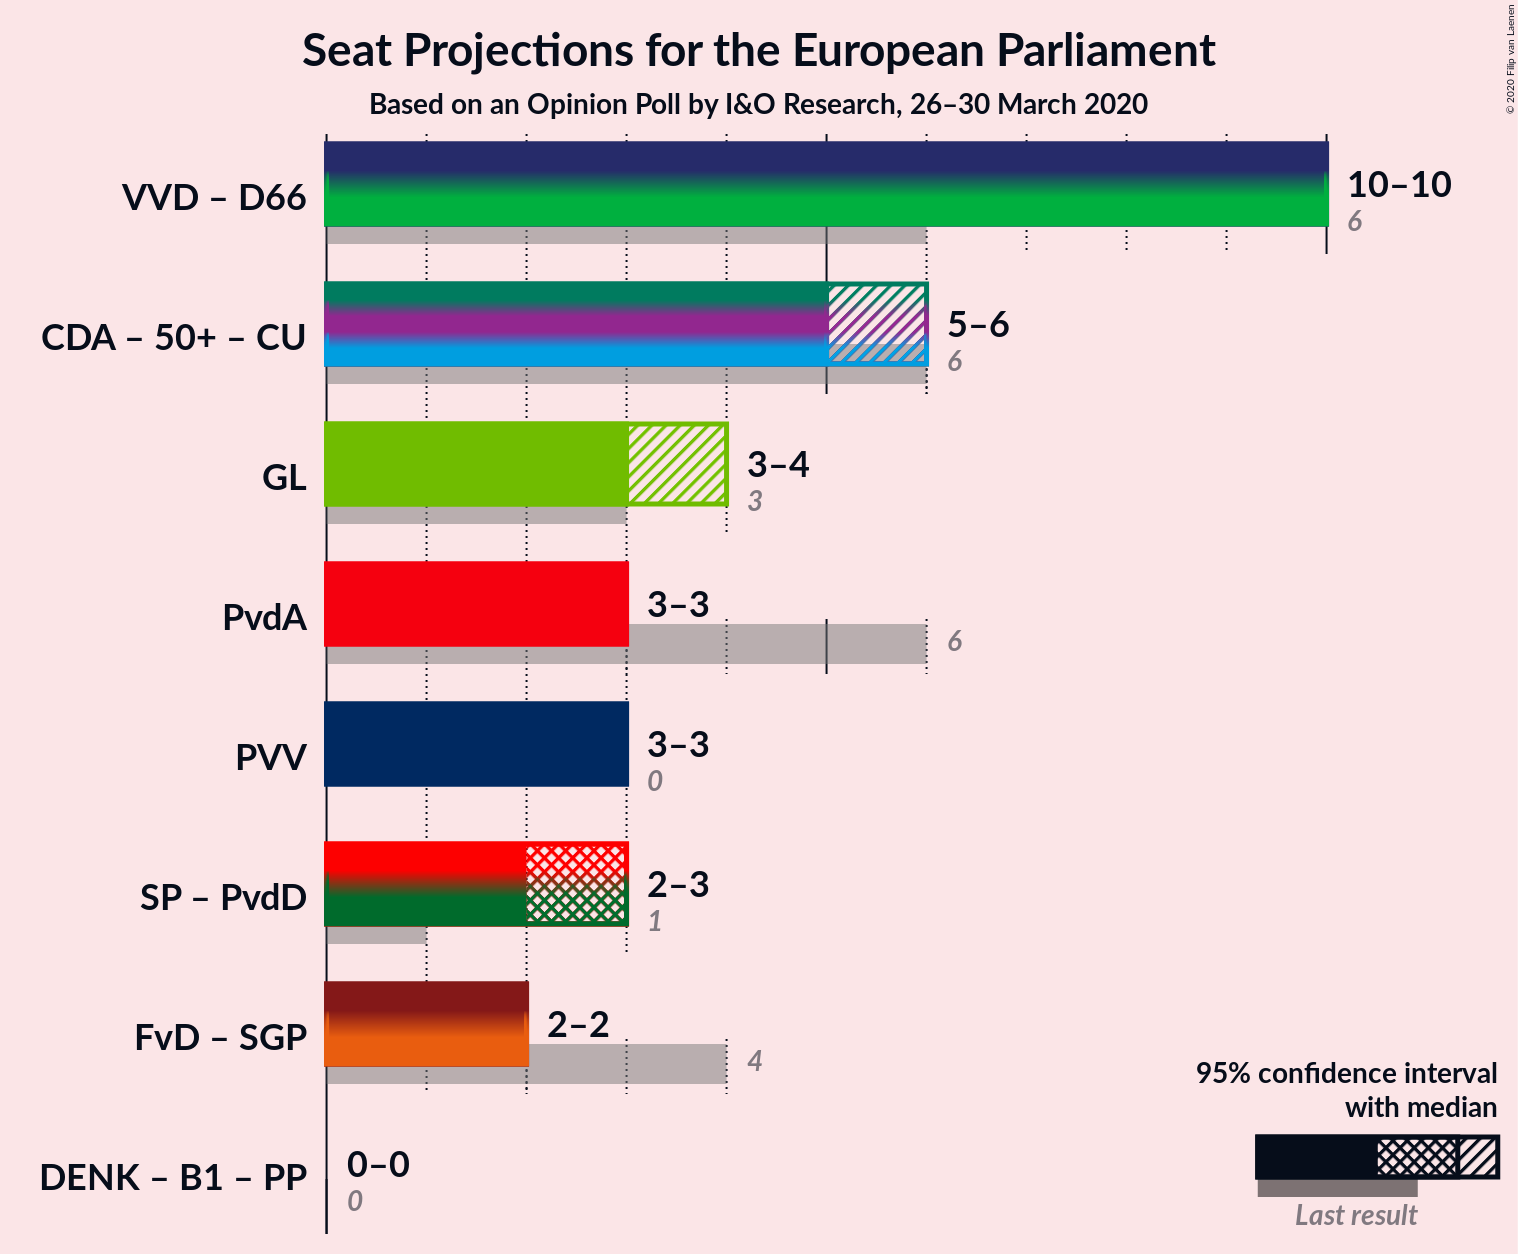 Seat Projections for the European Parliament
Based on an Opinion Poll by I&O Research, 26–30 March 2020
© 2020 Filip van Laenen
VVD – D66
10–10
6
CDA – 50+ – CU
5–6
6
GL
3–4
3
PvdA
3–3
6
PVV
3–3
0
SP – PvdD
2–3
1
FvD – SGP
2–2
4
DENK – B1 – PP
0–0
0
95% confidence interval
with median
Last result